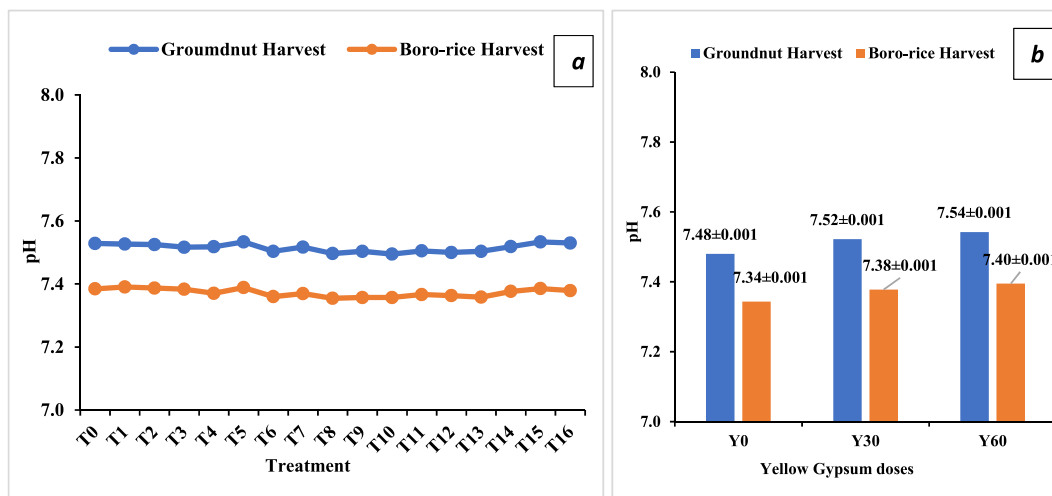 Groumdnut Harvest Boro-rice Harvest
a
8.0
7.8
7.6
7.4
7.2
7.0
pH
T0 T1 T2 T3 T4 T5 T6 T7 T8 T9 T10 T11 T12 T13 T14 T15 T16
Treatment
b
Groundnut Harvest Boro-rice Harvest
8.0
7.8
7.6
7.4
7.2
7.0
pH
7.48±0.001
7.34±0.001
7.52±0.001
7.38±0.001
7.54±0.001
7.40±0.001
Y0 Y30 Y60
Yellow Gypsum doses